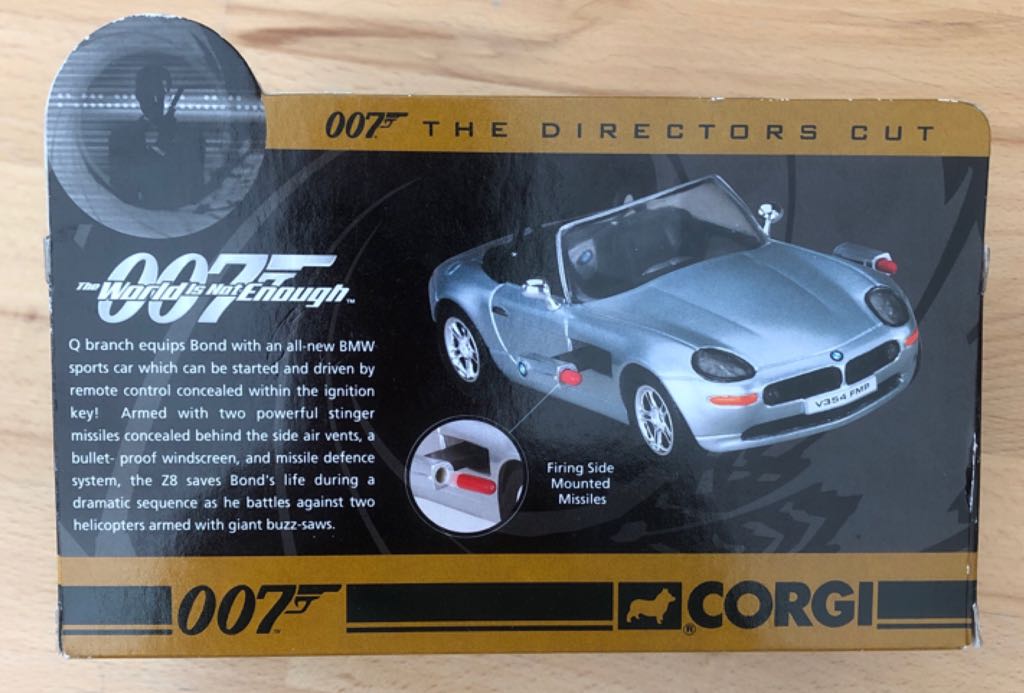 007 THE DIRECTORS CUT
007
The World Is Not Enough™
Q branch equips Bond with an all-new BMW
sports car which can be started and driven by
remote control concealed within the ignition
key! Armed with two powerful stinger
missiles concealed behind the side air vents, a
bullet- proof windscreen, and missile defence
system, the Z8 saves Bond's life during a
dramatic sequence as he battles against two
helicopters armed with giant buzz-saws.
V354 FMP
Firing Side
Mounted
Missiles
007™ ®CORGI